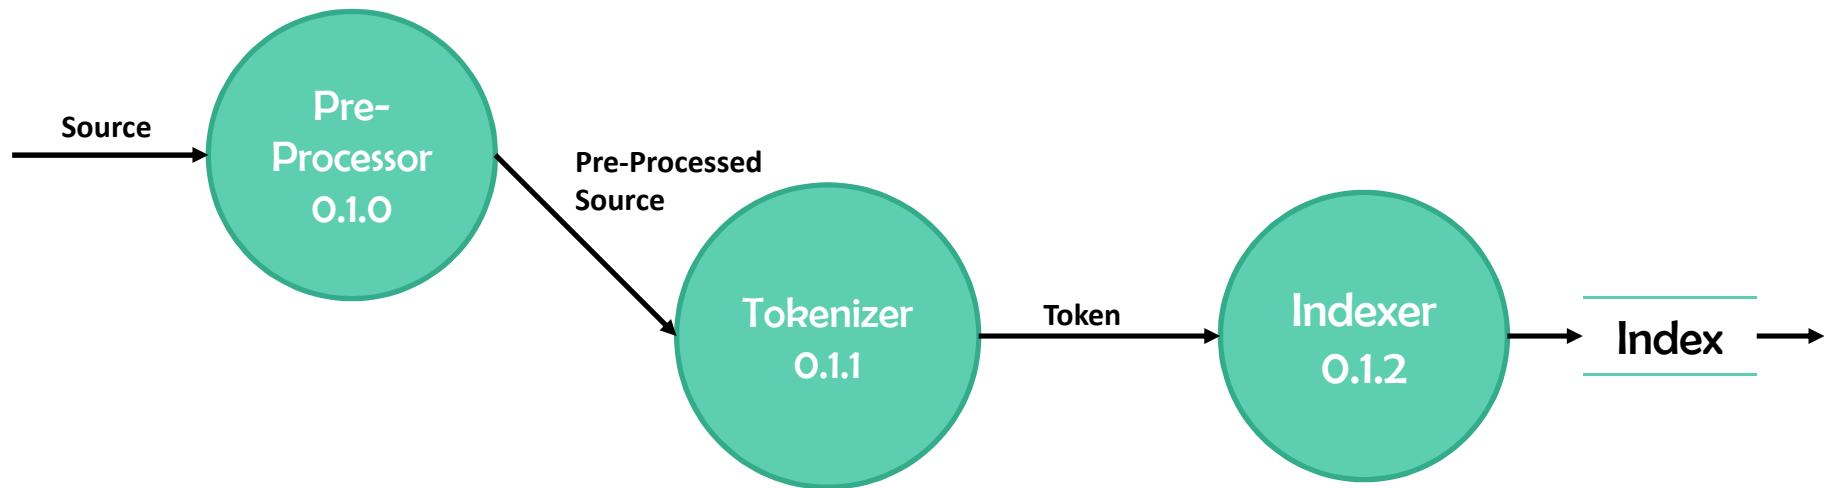 Source
Pre-
Processor
0.1.0
Pre-Processed
Source
Tokenizer
0.1.1
Token
Indexer
0.1.2
Index